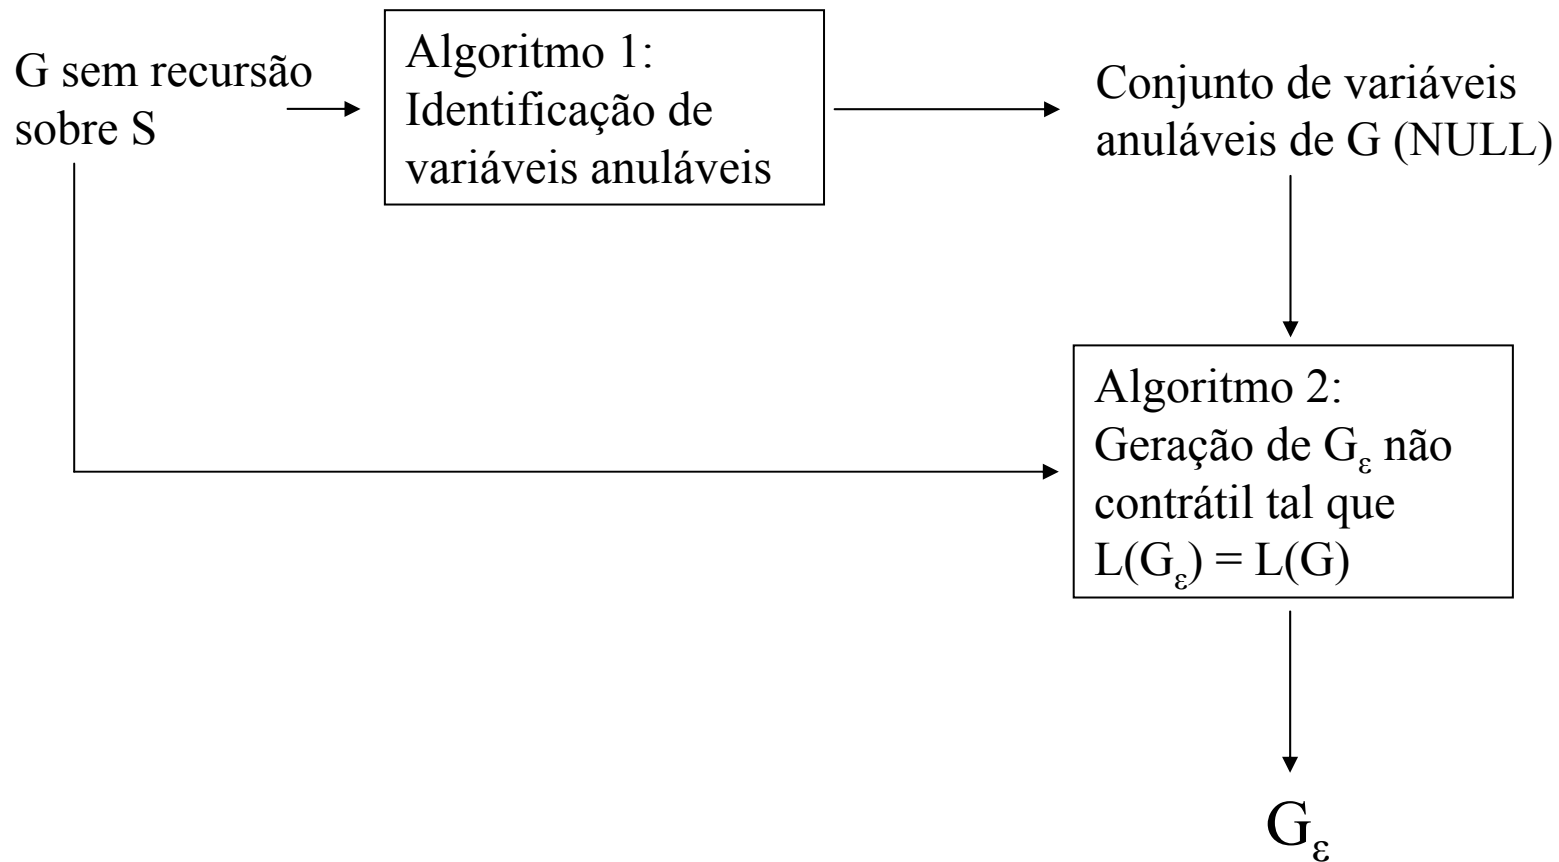 G sem recursão
sobre S
Algoritmo 1:
Identificação de
variáveis anuláveis
Conjunto de variáveis
anuláveis de G (NULL)
Algoritmo 2:
Geração de Gε não
contrátil tal que
L(Gε) = L(G)
Gε